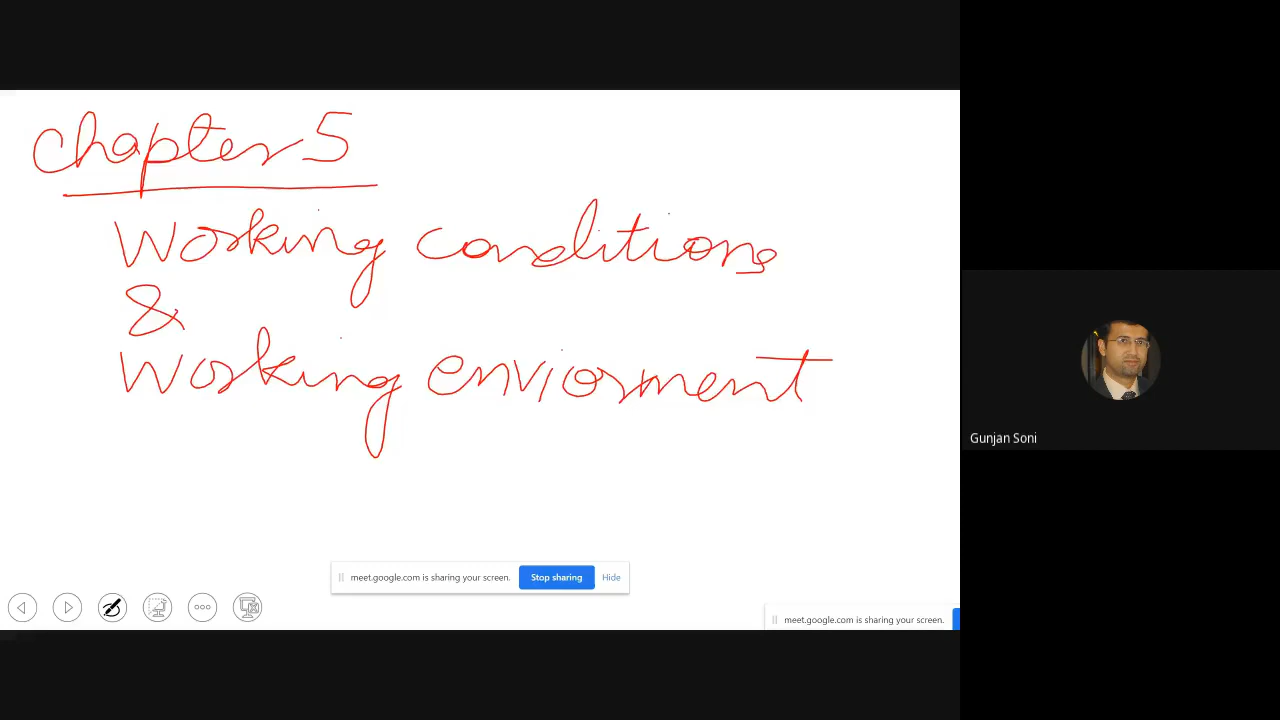 Chapter 5
Working conditions
&
Working enviorment
Gunjan Soni
meet.google.com is sharing your screen. Stop sharing Hide
meet.google.com is sharing your screen.